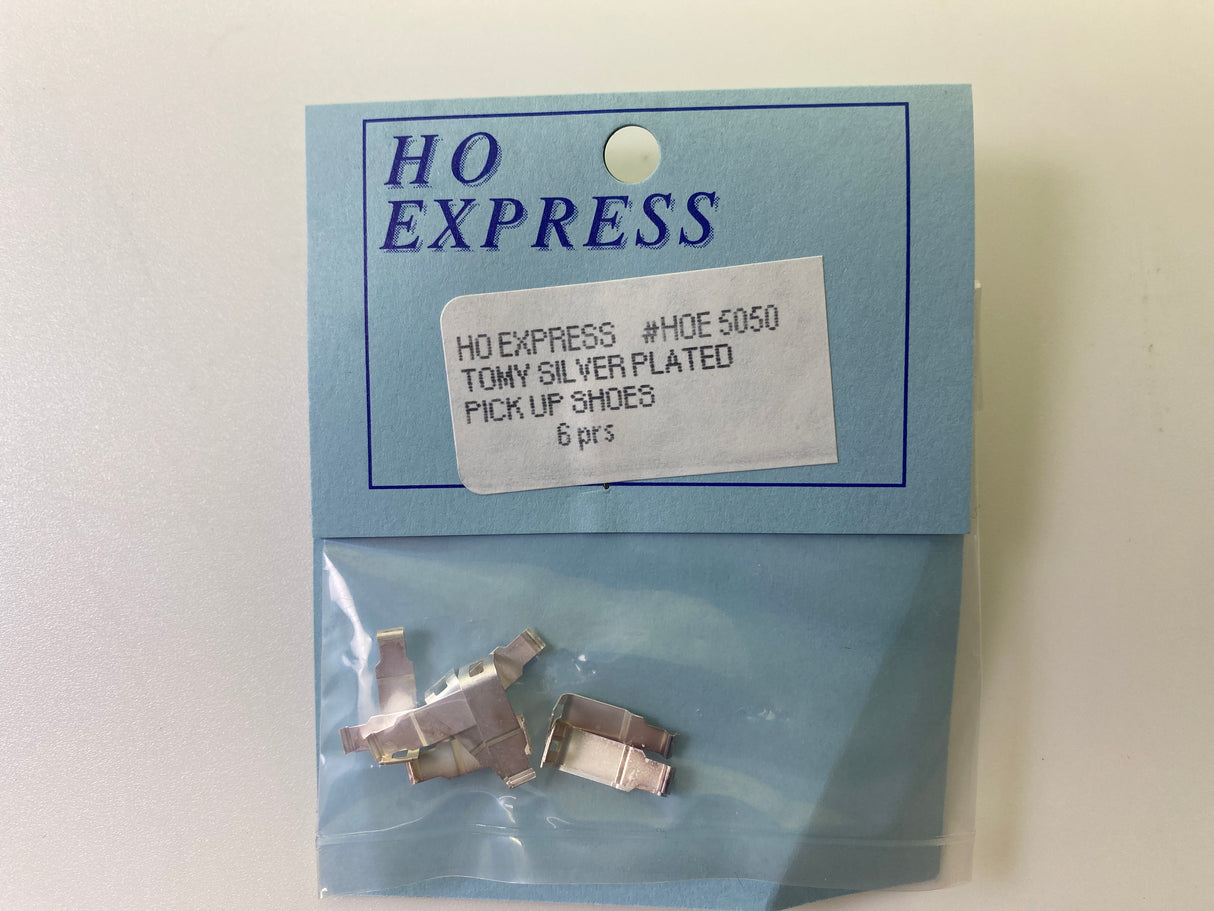 HO
EXPRESS
HO EXPRESS #HOE 5050
TOMY SILVER PLATED
PICK UP SHOES
6 prs